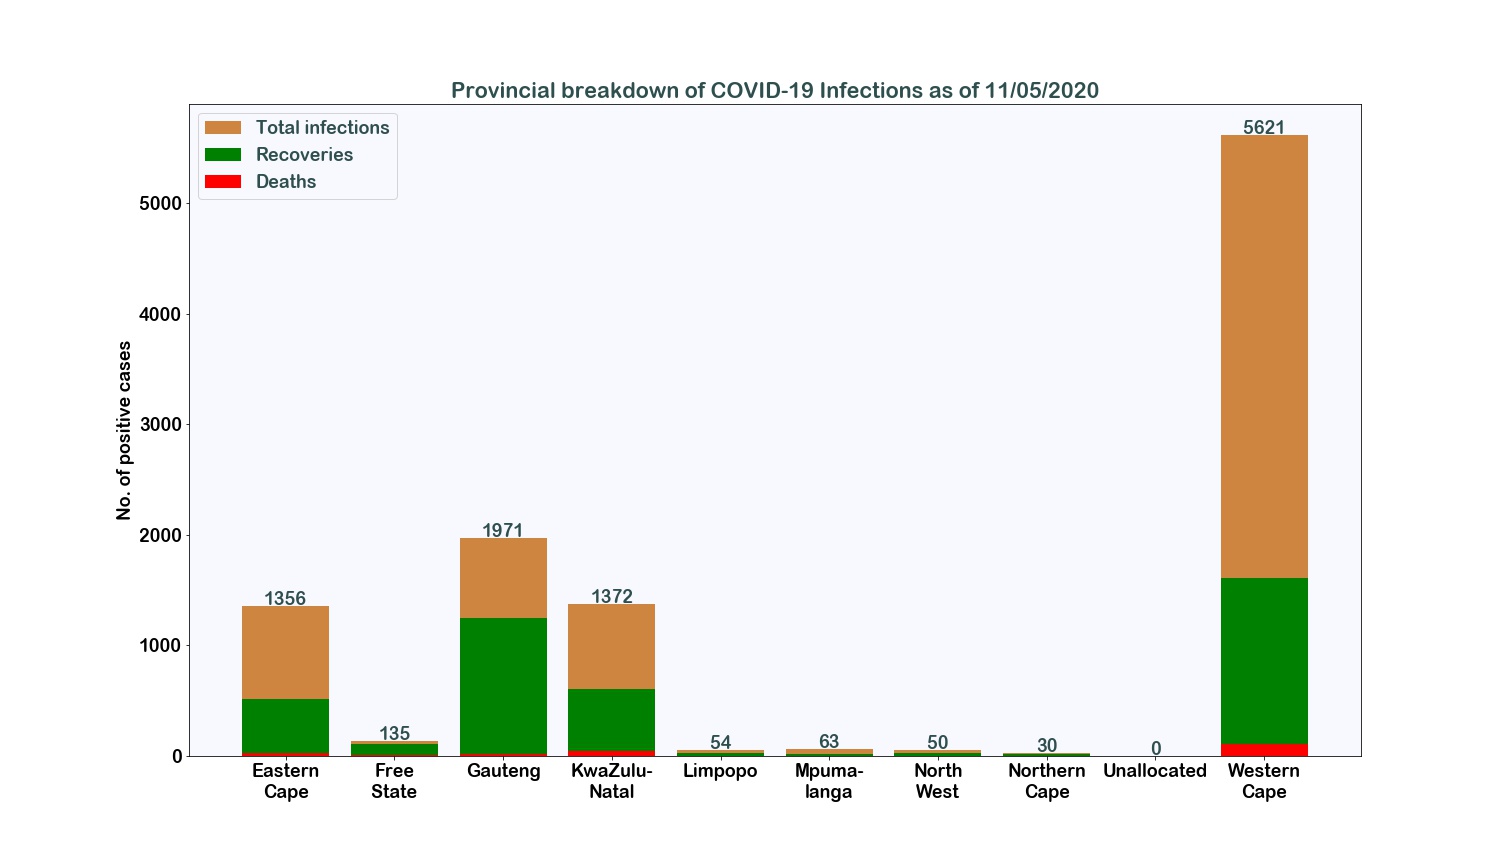 Provincial breakdown of COVID-19 Infections as of 11/05/2020
Total infections
Recoveries
Deaths
No. of positive cases
5000
4000
3000
2000
1000
0
1356
135
1971
1372
54
63
50
30
0
5621
Eastern
Cape
Free
State
Gauteng
KwaZulu-
Natal
Limpopo
Mpuma-
langa
North
West
Northern
Cape
Unallocated
Western
Cape